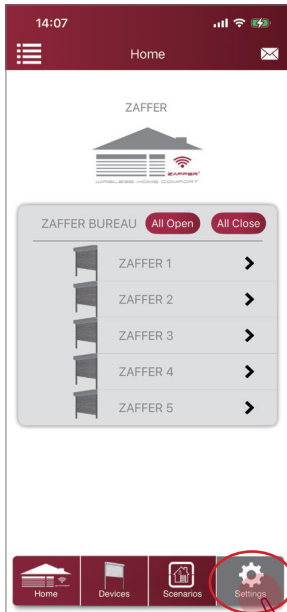 14:07
Home
ZAFFER
ZAFFER®
WIRELESS HOME COMFORT
ZAFFER BUREAU All Open All Close
ZAFFER 1
ZAFFER 2
ZAFFER 3
ZAFFER 4
ZAFFER 5
Home Devices Scenarios Settings